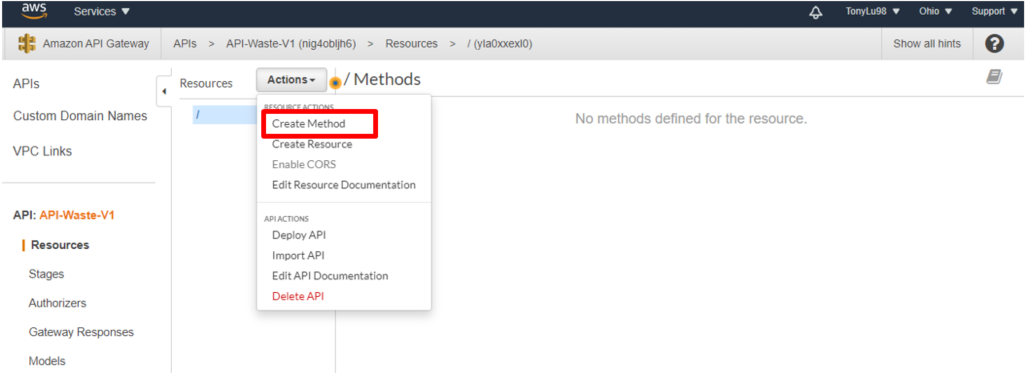 aws Services TonyLu98 Ohio Support
Amazon API Gateway APIs > API-Waste-V1 (nig4obljh6) > Resources > / (yla0xxexl0) Show all hints ?
APIs
Custom Domain Names
VPC Links
API: API-Waste-V1
Resources
Stages
Authorizers
Gateway Responses
Models
Resources Actions / Methods
/
RESOURCE ACTIONS
Create Method
Create Resource
Enable CORS
Edit Resource Documentation
API ACTIONS
Deploy API
Import API
Edit API Documentation
Delete API
No methods defined for the resource.